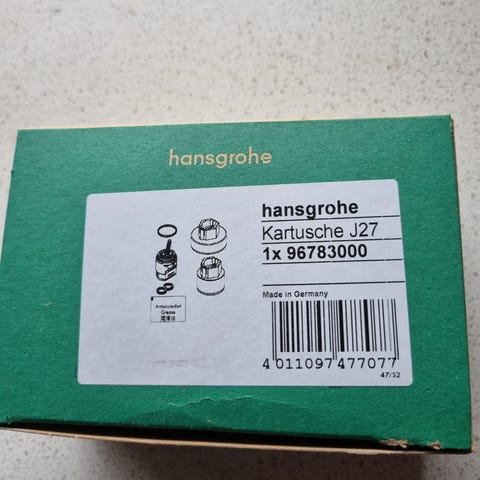 hansgrohe
hansgrohe
Kartusche J27
1x 96783000
Made in Germany
4 011097 477077
47/52
Armaturenfett
Grease